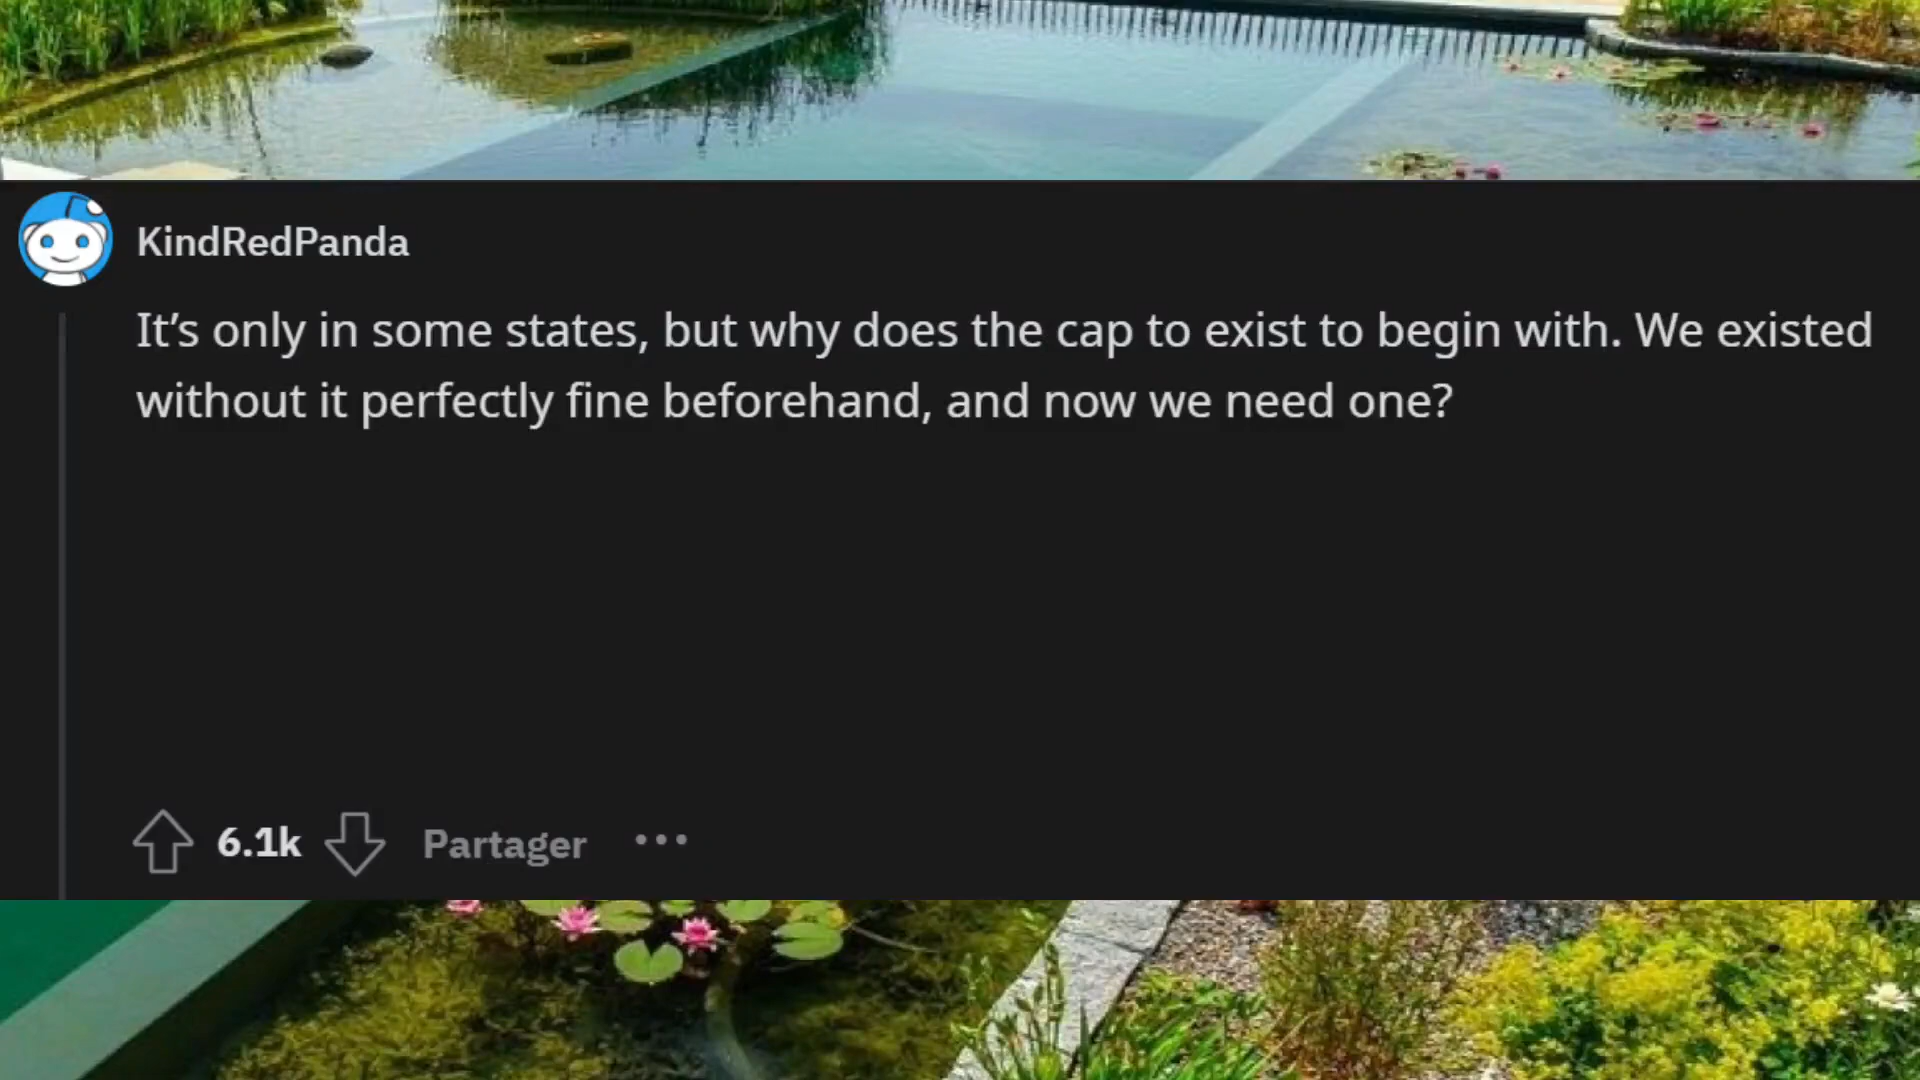 KindRedPanda
It’s only in some states, but why does the cap to exist to begin with. We existed
without it perfectly fine beforehand, and now we need one?
6.1k Partager